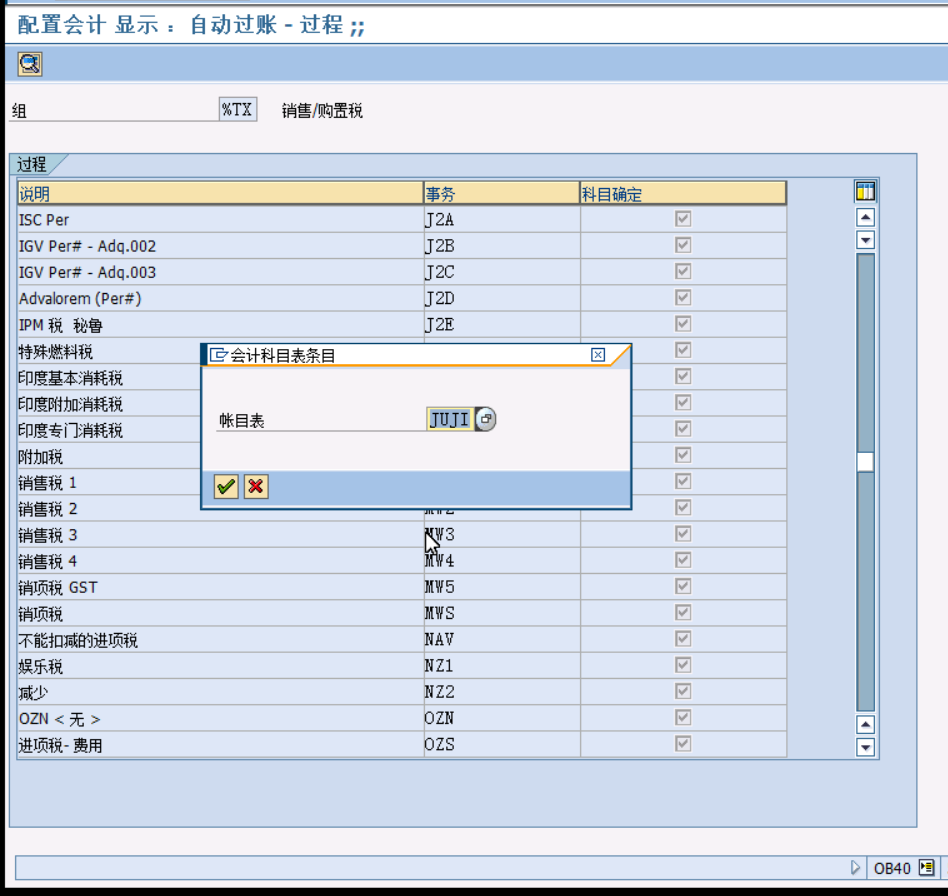 配置会计 显示 : 自动过账 - 过程 ;;
组 %TX 销售/购置税
过程
说明 事务 科目确定
ISC Per J2A
IGV Per# - Adq.002 J2B
IGV Per# - Adq.003 J2C
Advalorem (Per#) J2D
IPM 税 秘鲁 J2E
特殊燃料税
印度基本消耗税
印度附加消耗税
印度专门消耗税
附加税
销售税 1
销售税 2
销售税 3 MW3
销售税 4 MW4
销项税 GST MW5
销项税 MWS
不能扣减的进项税 NAV
娱乐税 NZ1
减少 NZ2
OZN < 无 > OZN
进项税- 费用 OZS
会计科目表条目
帐目表 JUJI
OB40